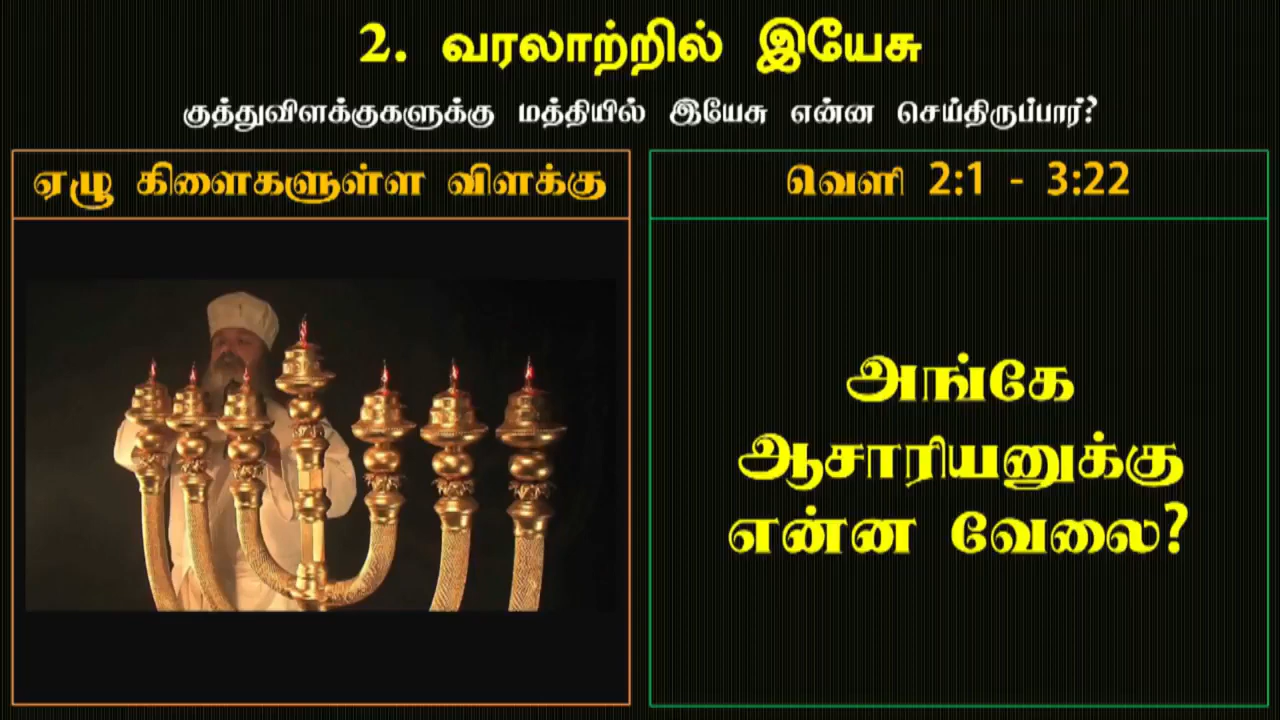 2. வரலாற்றில் இயேசு
குத்துவிளக்குகளுக்கு மத்தியில் இயேசு என்ன செய்திருப்பார்?
ஏழு கிளைகளுள்ள விளக்கு
வெளி 2:1 - 3:22
அங்கே
ஆசாரியனுக்கு
என்ன வேலை?